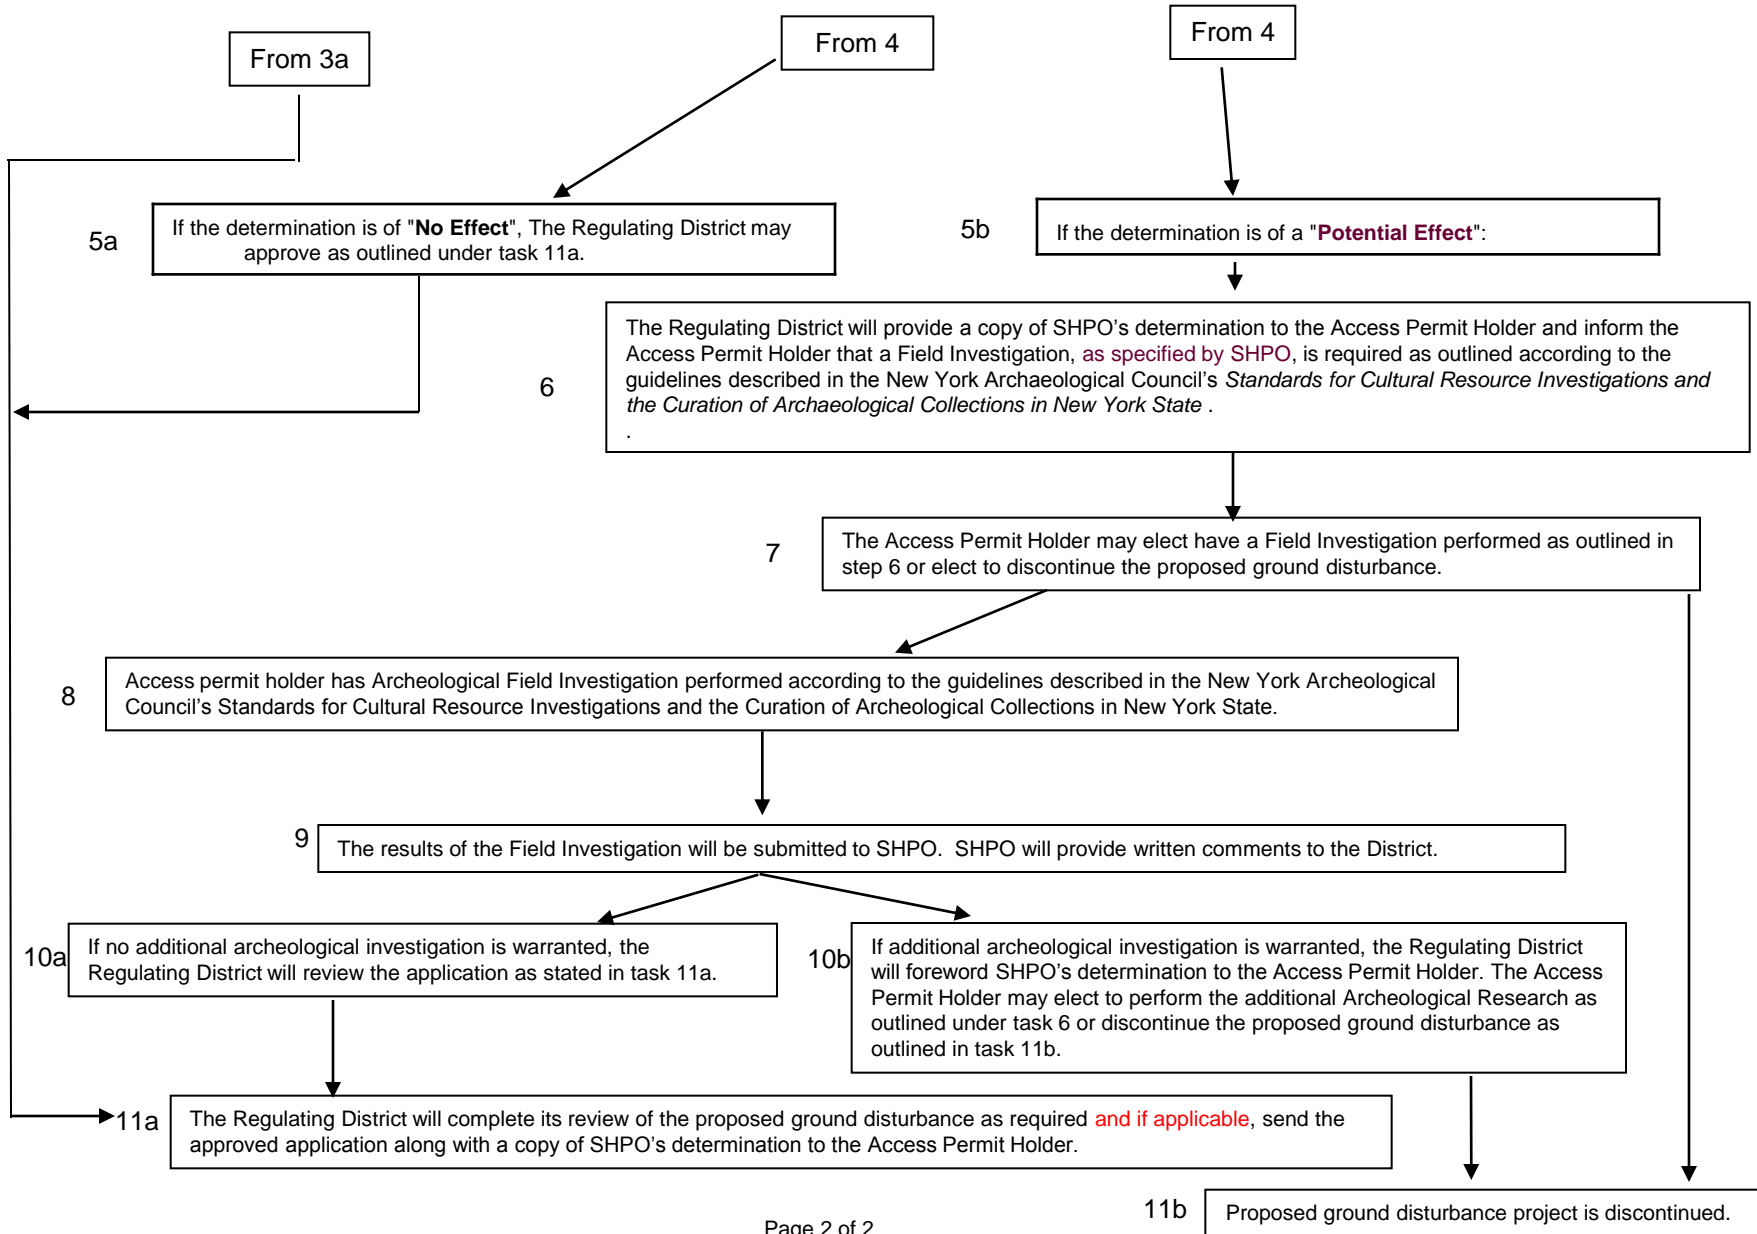 From 3a
From 4
From 4
5a
If the determination is of "No Effect", The Regulating District may
approve as outlined under task 11a.
5b
If the determination is of a "Potential Effect":
6
The Regulating District will provide a copy of SHPO’s determination to the Access Permit Holder and inform the
Access Permit Holder that a Field Investigation, as specified by SHPO, is required as outlined according to the
guidelines described in the New York Archaeological Council’s Standards for Cultural Resource Investigations and
the Curation of Archaeological Collections in New York State .
.
7
The Access Permit Holder may elect have a Field Investigation performed as outlined in
step 6 or elect to discontinue the proposed ground disturbance.
8
Access permit holder has Archeological Field Investigation performed according to the guidelines described in the New York Archeological
Council’s Standards for Cultural Resource Investigations and the Curation of Archeological Collections in New York State.
9
The results of the Field Investigation will be submitted to SHPO.  SHPO will provide written comments to the District.
10a
If no additional archeological investigation is warranted, the
Regulating District will review the application as stated in task 11a.
10b
If additional archeological investigation is warranted, the Regulating District
will foreword SHPO’s determination to the Access Permit Holder. The Access
Permit Holder may elect to perform the additional Archeological Research as
outlined under task 6 or discontinue the proposed ground disturbance as
outlined in task 11b.
11a
The Regulating District will complete its review of the proposed ground disturbance as required and if applicable, send the
approved application along with a copy of SHPO’s determination to the Access Permit Holder.
11b
Proposed ground disturbance project is discontinued.
Page 2 of 2